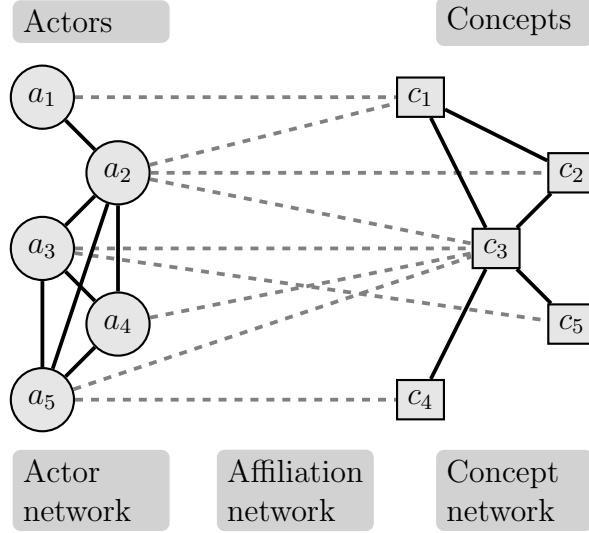 Actors
Concepts
a1
c1
a2
c2
a3
c3
a4
c5
a5
c4
Actor
network
Affiliation
network
Concept
network